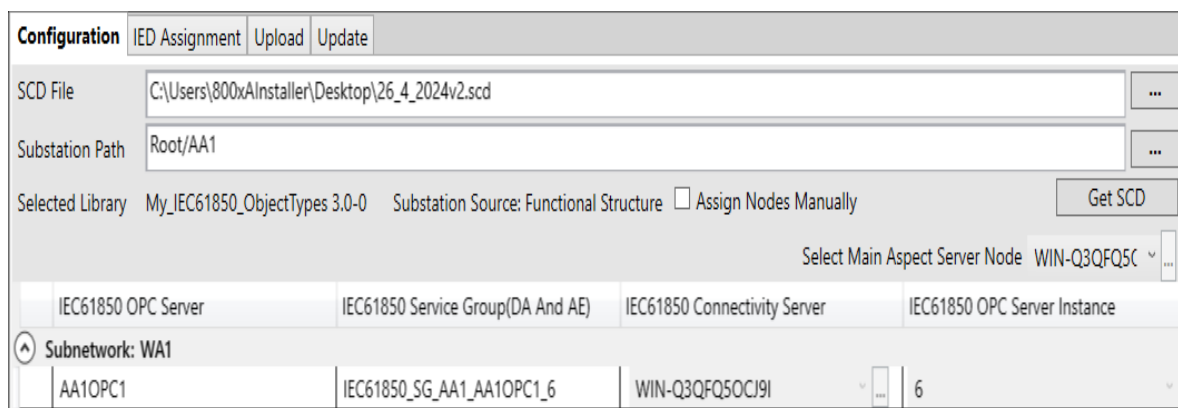 Configuration IED Assignment Upload Update
SCD File C:\Users\800xAInstaller\Desktop\26_4_2024v2.scd ...
Substation Path Root/AA1 ...
Selected Library My_IEC61850_ObjectTypes 3.0-0 Substation Source: Functional Structure Assign Nodes Manually Get SCD
Select Main Aspect Server Node WIN-Q3QFQ5( ...
IEC61850 OPC Server IEC61850 Service Group(DA And AE) IEC61850 Connectivity Server IEC61850 OPC Server Instance
Subnetwork: WA1
AA1OPC1 IEC61850_SG_AA1_AA1OPC1_6 WIN-Q3QFQ5OCJ9I ... 6